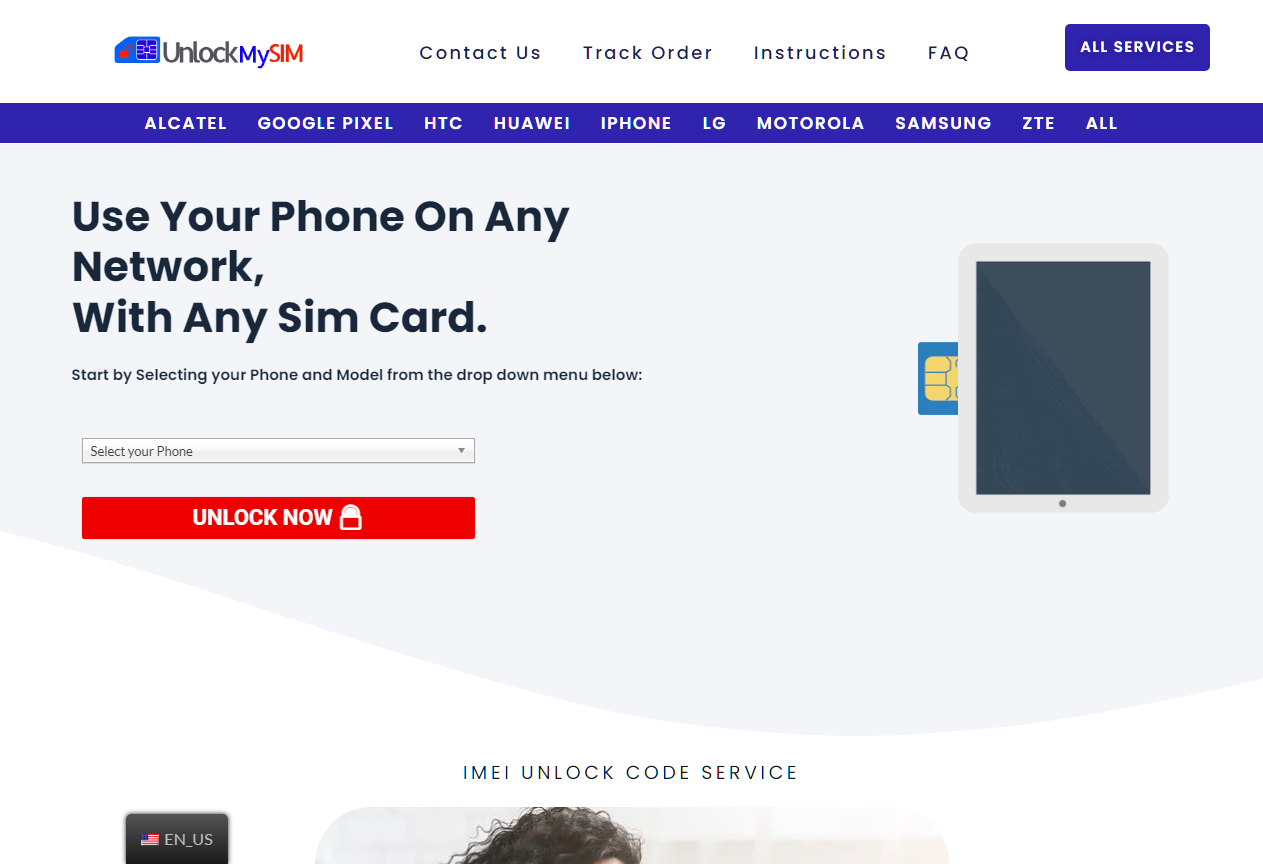 UnlockMySIM
Contact Us
Track Order
Instructions
FAQ
ALL SERVICES
ALCATEL
GOOGLE PIXEL
HTC
HUAWEI
IPHONE
LG
MOTOROLA
SAMSUNG
ZTE
ALL
Use Your Phone On Any
Network,
With Any Sim Card.
Start by Selecting your Phone and Model from the drop down menu below:
Select your Phone
UNLOCK NOW
IMEI UNLOCK CODE SERVICE
EN_US